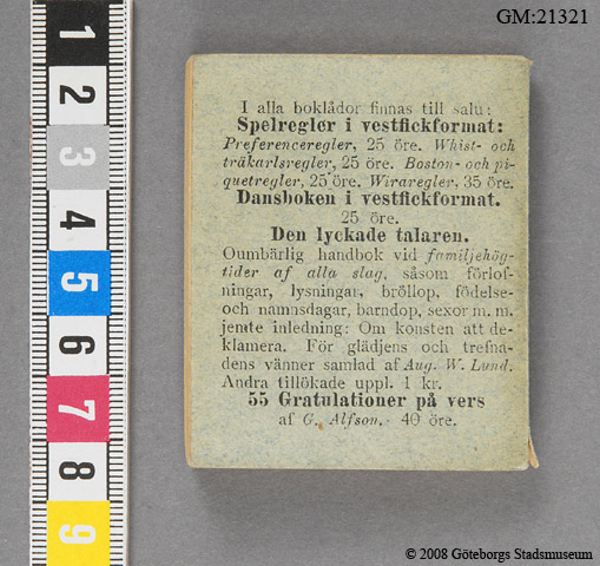 GM:21321
I alla boklådor finnas till salu:
Spelregler i vestfickformat:
Preferenceregler, 25 öre. Whist- och
träkarlsregler, 25 öre. Boston- och pi-
quetregler, 25 öre. Wiraregler, 35 öre.
Dansboken i vestfickformat.
25 öre.
Den lyckade talaren.
Oumbärlig handbok vid familjehög-
tider af alla slag, såsom förlof-
ningar, lysningar, bröllop, födelse-
och namnsdagar, barndop, sexor m. m.
jemte inledning: Om konsten att de-
klamera. För glädjens och trefna-
dens vänner samlad af Aug. W. Lund.
Andra tillökade uppl. 1 kr.
55 Gratulationer på vers
af G. Alfson. 40 öre.
1
2
3
4
5
6
7
8
9
© 2008 Göteborgs Stadsmuseum